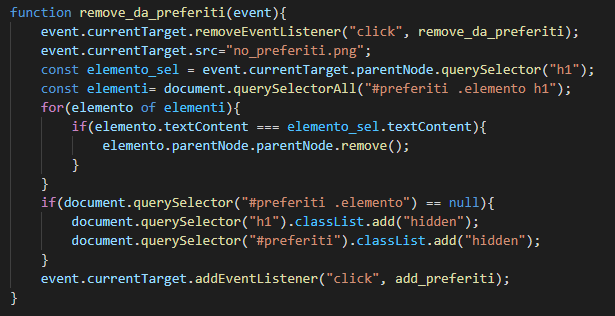 function remove_da_preferiti(event){
    event.currentTarget.removeEventListener("click", remove_da_preferiti);
    event.currentTarget.src="no_preferiti.png";
    const elemento_sel = event.currentTarget.parentNode.querySelector("h1");
    const elementi= document.querySelectorAll("#preferiti .elemento h1");
    for(elemento of elementi){
        if(elemento.textContent === elemento_sel.textContent){
            elemento.parentNode.parentNode.remove();
        }
    }
    if(document.querySelector("#preferiti .elemento") == null){
        document.querySelector("h1").classList.add("hidden");
        document.querySelector("#preferiti").classList.add("hidden");
    }
    event.currentTarget.addEventListener("click", add_preferiti);
}